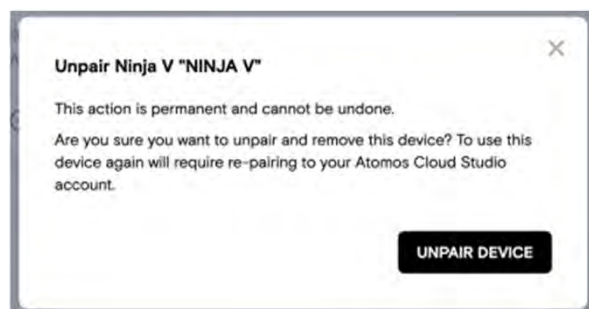 Unpair Ninja V "NINJA V"
This action is permanent and cannot be undone.
Are you sure you want to unpair and remove this device? To use this
device again will require re-pairing to your Atomos Cloud Studio
account.
UNPAIR DEVICE